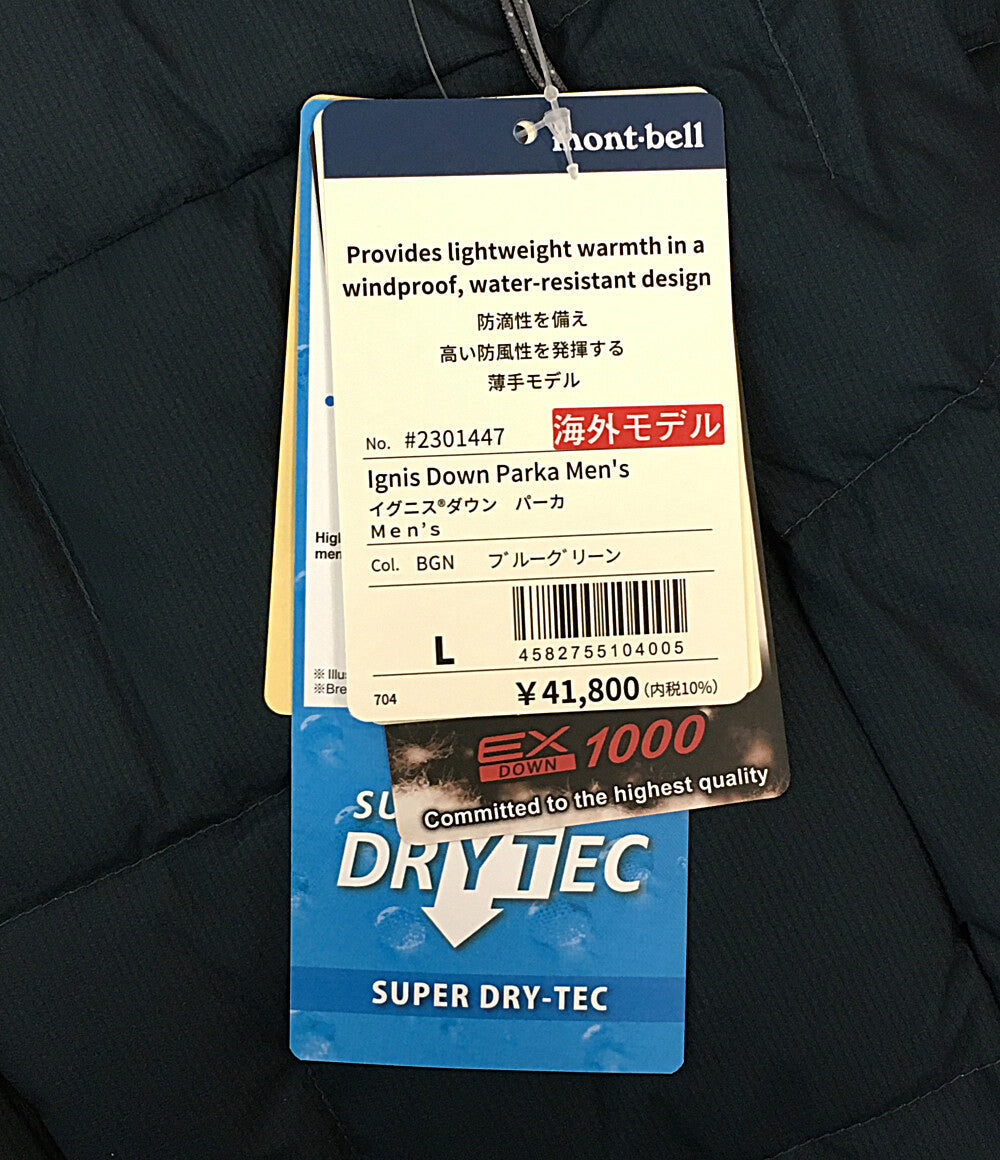 mont·bell
Provides lightweight warmth in a
windproof, water-resistant design
防滴性を備え
高い防風性を発揮する
薄手モデル
No. #2301447 海外モデル
Ignis Down Parka Men's
イグニス®ダウン パーカ
Men's
Col. BGN ブルーグリーン
L
4582755104005
704 ¥41,800(内税10%)
EX DOWN 1000
Committed to the highest quality
DRYTEC
SUPER DRY-TEC